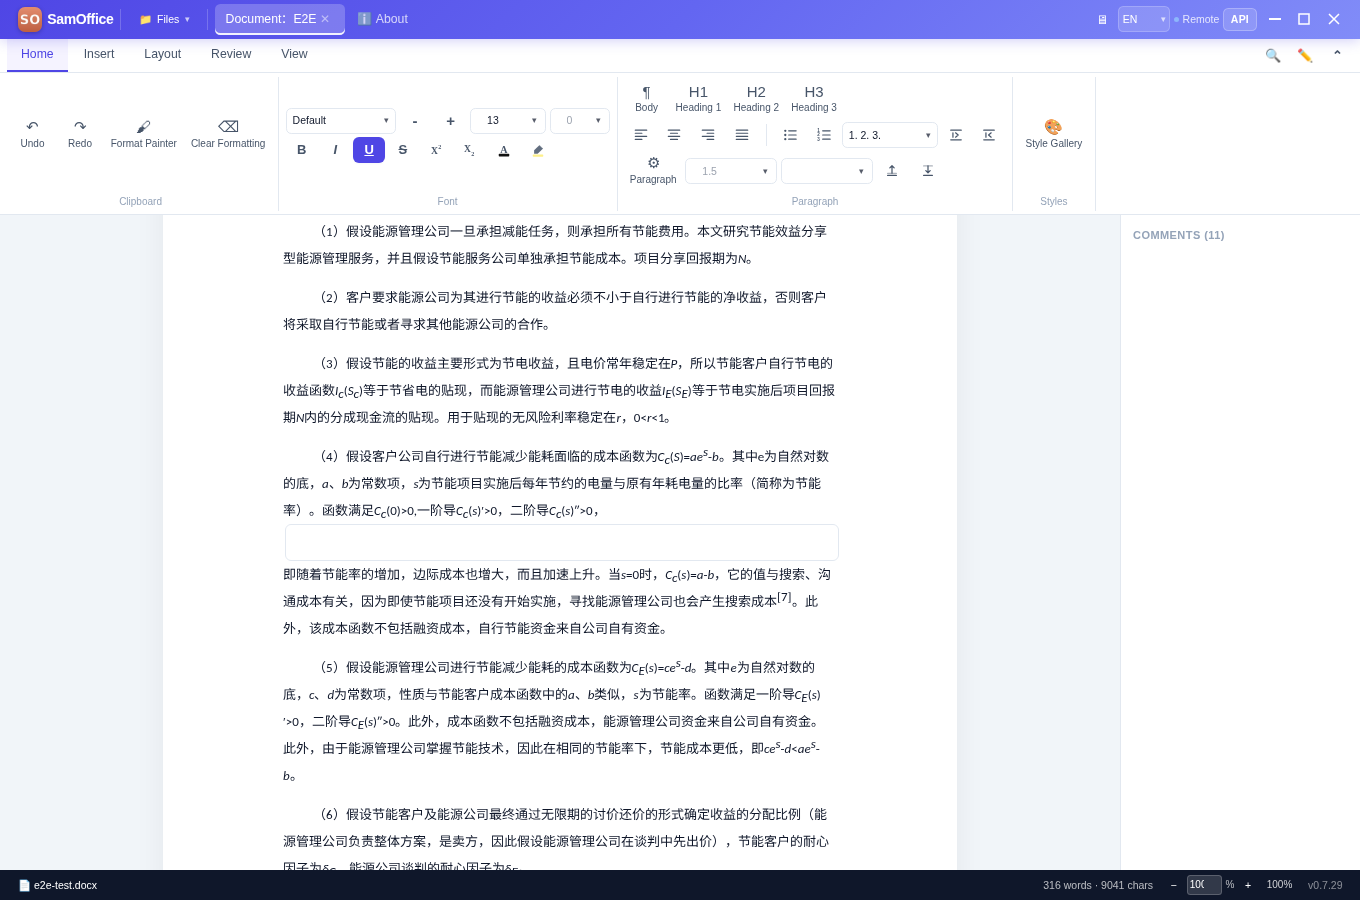 SO SamOffice 📁 Files ▾ Document：E2E ✕ ℹ️ About 🖥 EN ▾ Remote API
Home Insert Layout Review View
¶ H1 H2 H3
Body Heading 1 Heading 2 Heading 3
Default ▾ - + 13 ▾ 0 ▾
Undo Redo Format Painter Clear Formatting
1. 2. 3. ▾
Style Gallery
B I U S X² X₂ A
Paragraph 1.5 ▾
Clipboard Font Paragraph Styles
（1）假设能源管理公司一旦承担减能任务，则承担所有节能费用。本文研究节能效益分享
型能源管理服务，并且假设节能服务公司单独承担节能成本。项目分享回报期为N。
（2）客户要求能源公司为其进行节能的收益必须不小于自行进行节能的净收益，否则客户
将采取自行节能或者寻求其他能源公司的合作。
（3）假设节能的收益主要形式为节电收益，且电价常年稳定在P，所以节能客户自行节电的
收益函数Ic(Sc)等于节省电的贴现，而能源管理公司进行节电的收益IE(SE)等于节电实施后项目回报
期N内的分成现金流的贴现。用于贴现的无风险利率稳定在r，0<r<1。
（4）假设客户公司自行进行节能减少能耗面临的成本函数为Cc(S)=aeˢ-b。其中e为自然对数
的底，a、b为常数项，s为节能项目实施后每年节约的电量与原有年耗电量的比率（简称为节能
率）。函数满足Cc(0)>0,一阶导Cc(s)'>0，二阶导Cc(s)″>0，
即随着节能率的增加，边际成本也增大，而且加速上升。当s=0时，Cc(s)=a-b，它的值与搜索、沟
通成本有关，因为即使节能项目还没有开始实施，寻找能源管理公司也会产生搜索成本[7]。此
外，该成本函数不包括融资成本，自行节能资金来自公司自有资金。
（5）假设能源管理公司进行节能减少能耗的成本函数为CE(s)=ceˢ-d。其中e为自然对数的
底，c、d为常数项，性质与节能客户成本函数中的a、b类似，s为节能率。函数满足一阶导CE(s)
'>0，二阶导CE(s)″>0。此外，成本函数不包括融资成本，能源管理公司资金来自公司自有资金。
此外，由于能源管理公司掌握节能技术，因此在相同的节能率下，节能成本更低，即ceˢ-d<aeˢ-
b。
（6）假设节能客户及能源公司最终通过无限期的讨价还价的形式确定收益的分配比例（能
源管理公司负责整体方案，是卖方，因此假设能源管理公司在谈判中先出价），节能客户的耐心
因子为δC，能源公司谈判的耐心因子为δE。
COMMENTS (11)
📄 e2e-test.docx 316 words · 9041 chars − 100 % + 100% v0.7.29